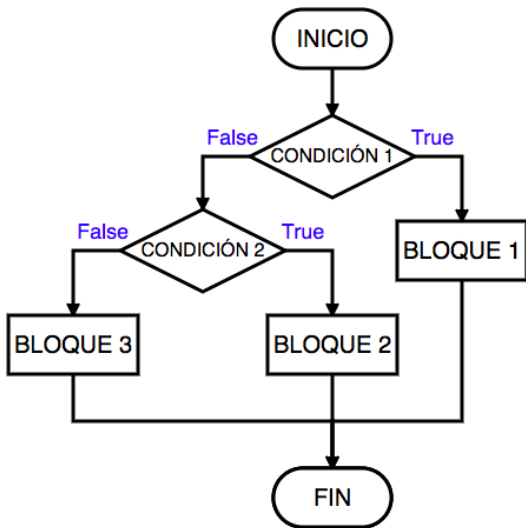 INICIO
False
True
CONDICIÓN 1
False
True
CONDICIÓN 2
BLOQUE 1
BLOQUE 3
BLOQUE 2
FIN